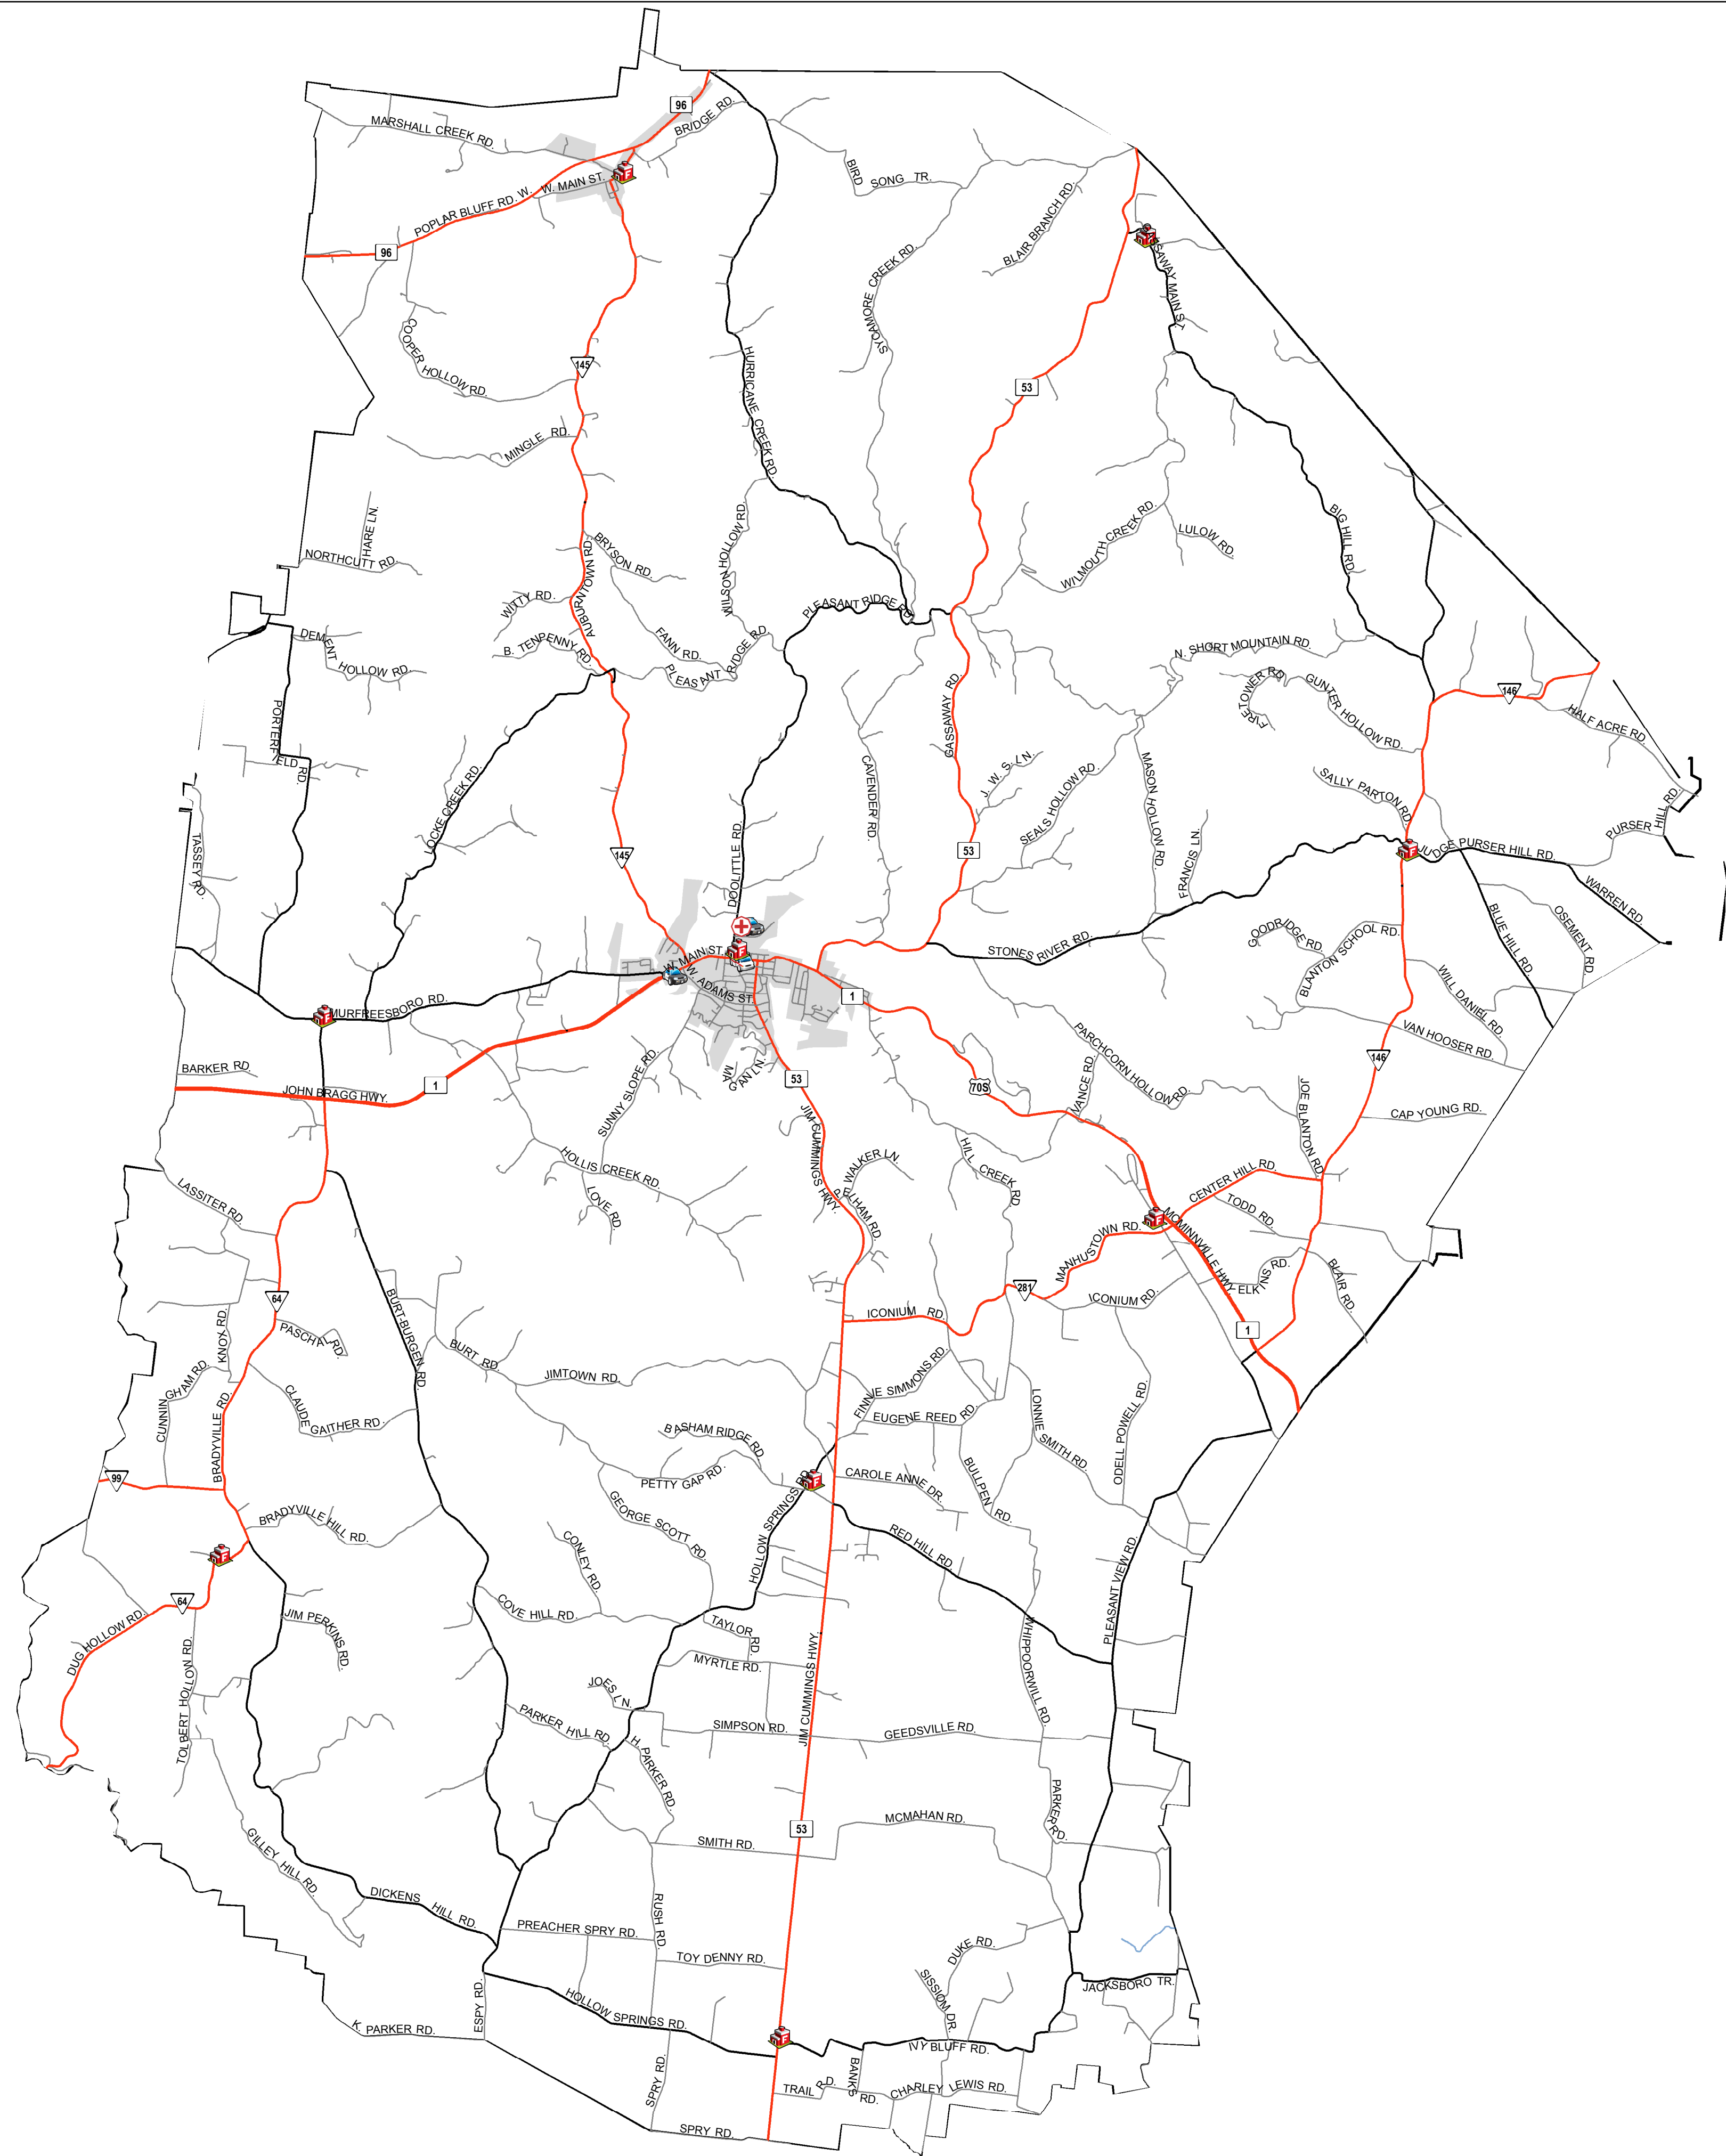 96
BRIDGE RD.
MARSHALL CREEK RD.
W. MAIN ST.
POPLAR BLUFF RD. W.
96
BIRD SONG TR.
BLAIR BRANCH RD.
SYCAMORE CREEK RD.
COOPER HOLLOW RD.
145
HURRICANE CREEK RD.
53
MINGLE RD.
HARE LN.
NORTHCUTT RD.
BRYSON RD.
AUBURNTOWN RD.
WILSON HOLLOW RD.
WILMOUTH CREEK RD.
LULOW RD.
BIG HILL RD.
WITTY RD.
PLEASANT RIDGE RD.
B. TENPENNY RD.
FANN RD.
PLEASANT RIDGE RD.
DEMENT HOLLOW RD.
N. SHORT MOUNTAIN RD.
FIRETOWER RD
GUNTER HOLLOW RD.
146
HALF ACRE RD.
PORTERFIELD RD.
GASSAWAY RD.
LOCKE CREEK RD.
CAVENDER RD.
J. W. S. LN.
SEALS HOLLOW RD.
MASON HOLLOW RD.
FRANCIS LN.
SALLY PARTON RD.
PURSER HILL RD.
JUDGE PURSER HILL RD.
WARREN RD.
TASSEY RD.
145
53
DOOLITTLE RD.
BLUE HILL RD.
OSEMENT RD.
GOODRIDGE RD.
BLANTON SCHOOL RD.
STONES RIVER RD.
W. MAIN ST.
W. ADAMS ST.
1
WILL DANIEL RD.
VAN HOOSER RD.
MURFREESBORO RD.
BARKER RD.
JOHN BRAGG HWY.
1
SUNNY SLOPE RD.
53
70S
PARCHCORN HOLLOW RD.
VANCE RD.
146
JOE BLANTON RD.
CAP YOUNG RD.
JIM CUMMINGS HWY.
HOLLIS CREEK RD.
LOVE RD.
WALKER LN.
PELHAM RD.
HILL CREEK RD.
CENTER HILL RD.
TODD RD.
MCMINNVILLE HWY.
MANHUSTOWN RD.
ELKINS RD.
BLAIR RD.
LASSITER RD.
64
281
ICONIUM RD.
ICONIUM RD.
1
KNOX RD.
PASCHAL RD.
BURT-BURGEN RD.
BURT RD.
JIMTOWN RD.
CUNNINGHAM RD.
CLAUDE GAITHER RD.
BRADYVILLE RD.
FINNIE SIMMONS RD.
EUGENE REED RD.
LONNIE SMITH RD.
ODELL POWELL RD.
99
BASHAM RIDGE RD.
PETTY GAP RD.
CAROLE ANNE DR.
BULLPEN RD.
BRADYVILLE HILL RD.
GEORGE SCOTT RD.
HOLLOW SPRINGS RD.
RED HILL RD.
CONLEY RD.
PLEASANT VIEW RD.
64
DUG HOLLOW RD.
JIM PERKINS RD.
COVE HILL RD.
TAYLOR RD.
MYRTLE RD.
WHIPPOORWILL RD.
TOLBERT HOLLOW RD.
JOES LN.
PARKER HILL RD.
SIMPSON RD.
JIM CUMMINGS HWY.
GEEDSVILLE RD.
H. PARKER RD.
PARKER RD.
53
MCMAHAN RD.
SMITH RD.
GILLEY HILL RD.
DICKENS HILL RD.
PREACHER SPRY RD.
RUSH RD.
TOY DENNY RD.
DUKE RD.
SISSIOM DR
JACKSBORO TR.
ESPY RD.
HOLLOW SPRINGS RD.
K. PARKER RD.
IVY BLUFF RD.
SPRY RD.
BANKS RD.
TRAIL RD.
CHARLEY LEWIS RD.
SPRY RD.